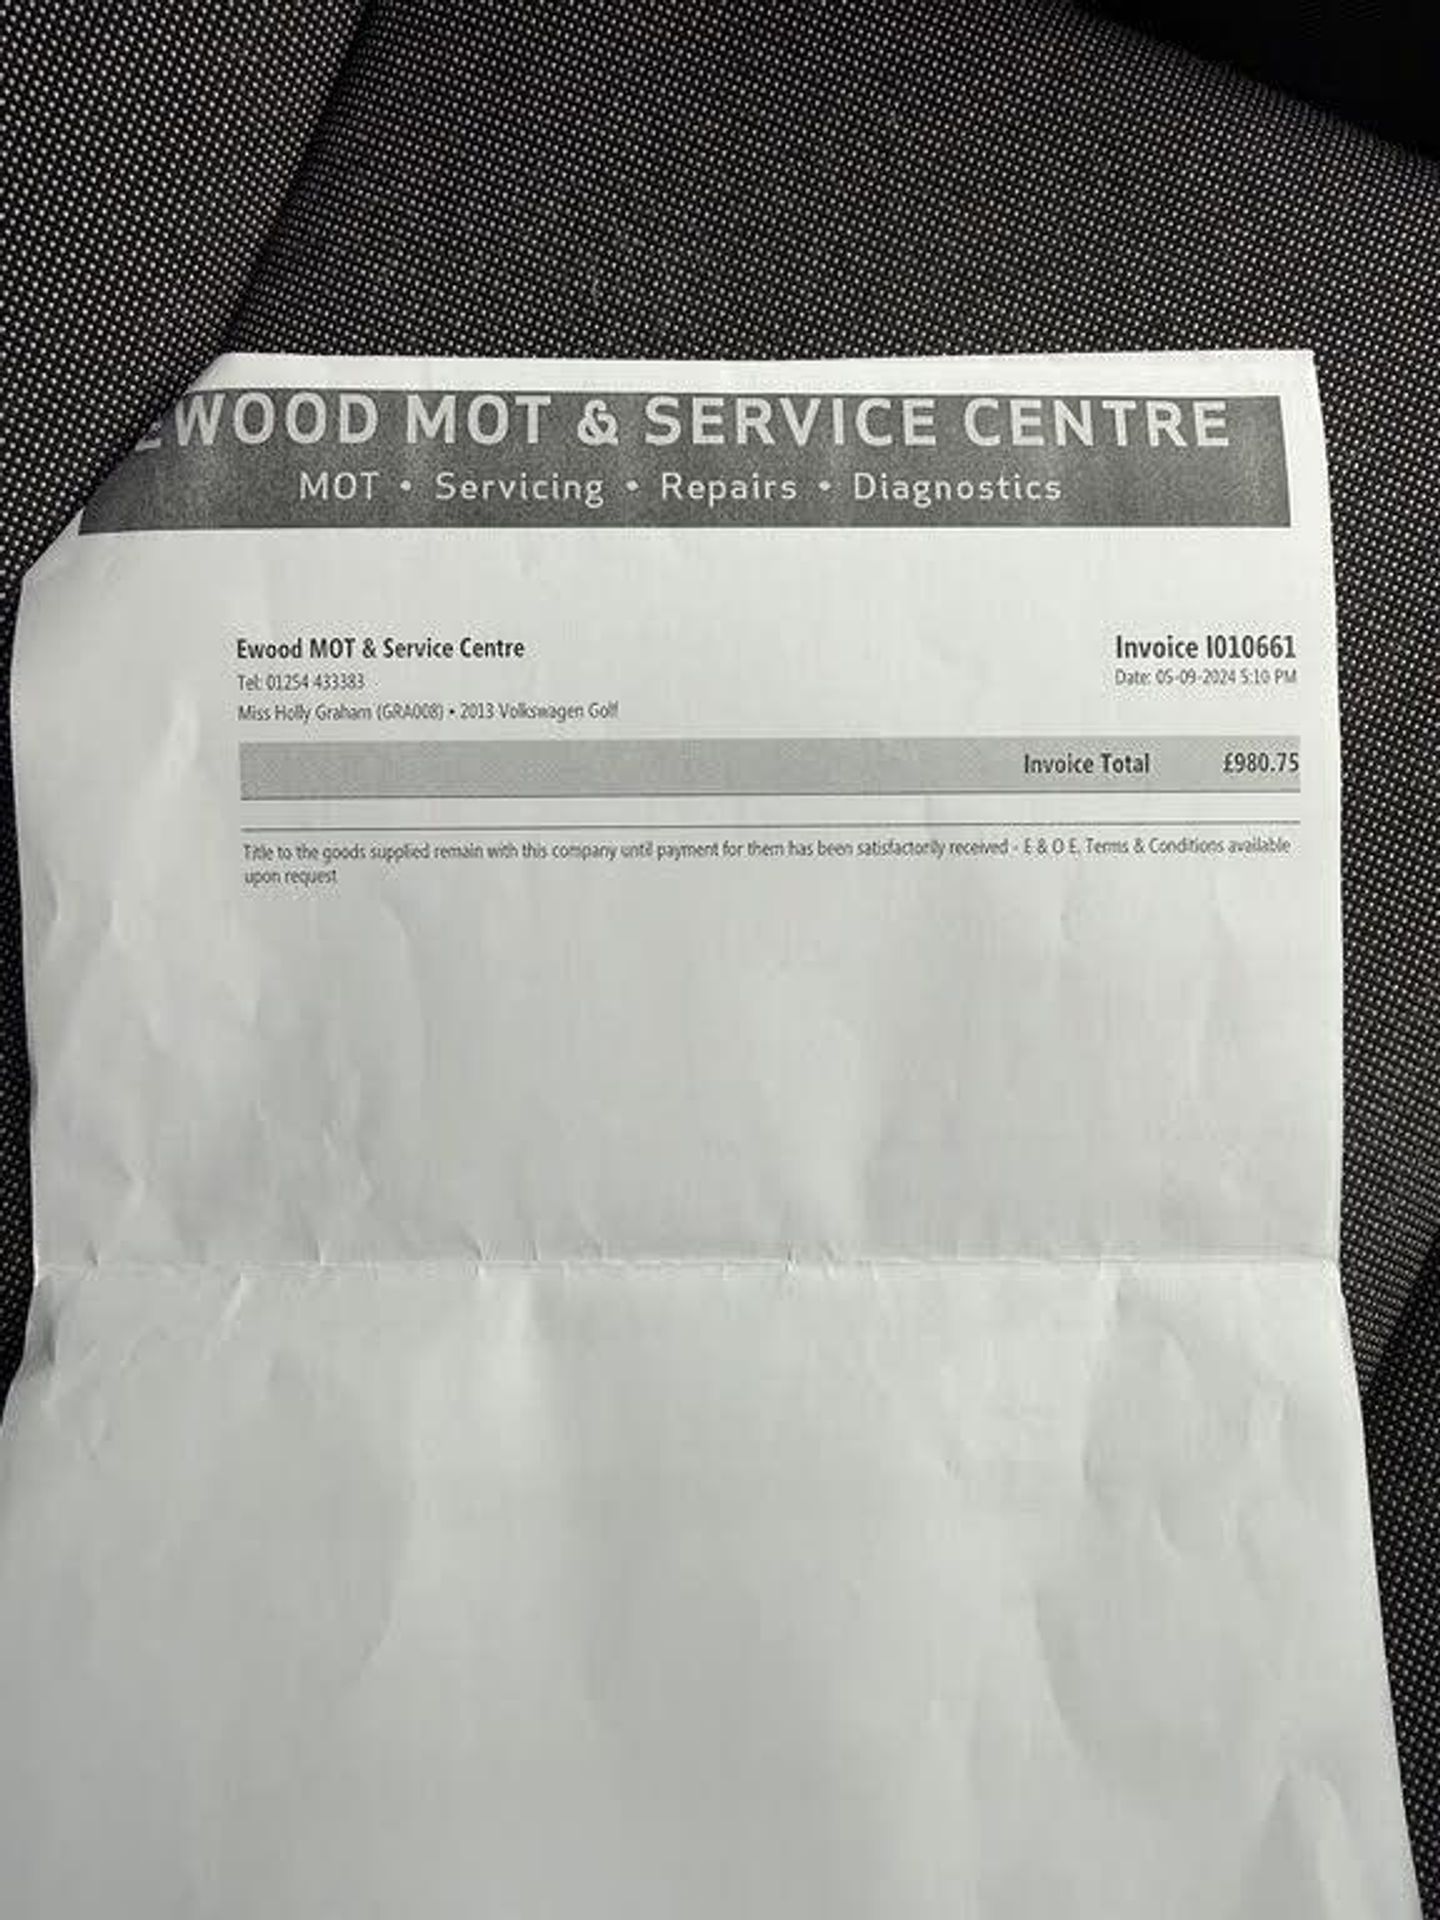 EWOOD MOT & SERVICE CENTRE
MOT • Servicing • Repairs • Diagnostics
Ewood MOT & Service Centre
Invoice I010661
Tel: 01254 433383
Date: 05-09-2024 5:10 PM
Miss Holly Graham (GRA008) • 2013 Volkswagen Golf
Invoice Total £980.75
Title to the goods supplied remain with this company until payment for them has been satisfactorily received - E & O E, Terms & Conditions available
upon request